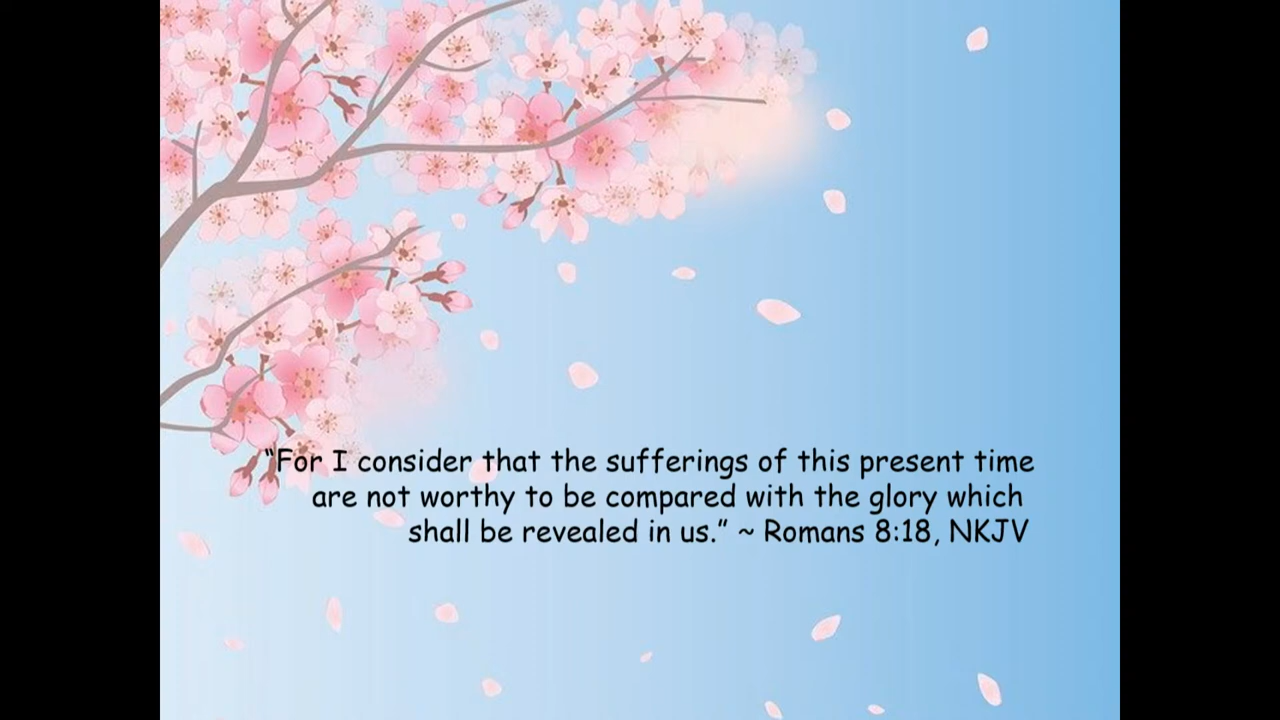 “For I consider that the sufferings of this present time
are not worthy to be compared with the glory which
shall be revealed in us.” ~ Romans 8:18, NKJV